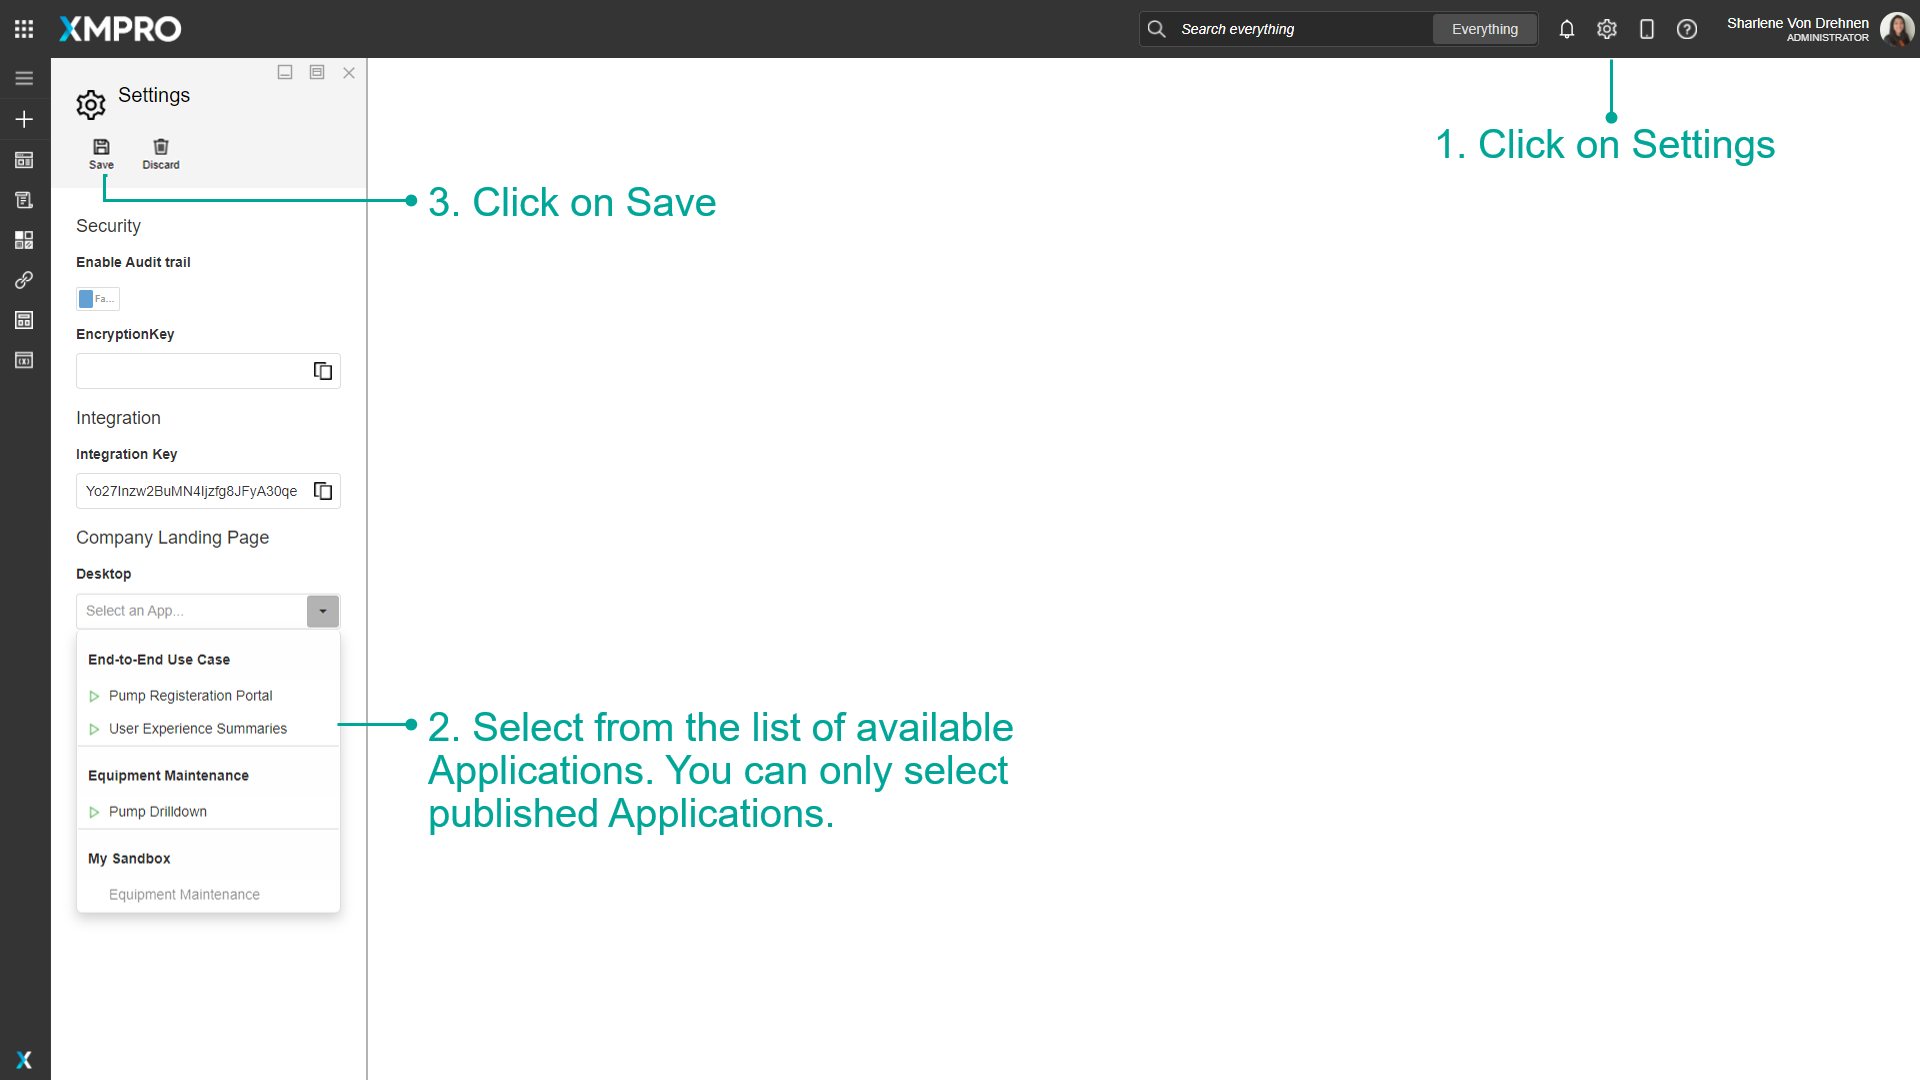 XMPRO
Search everything
Everything
Sharlene Von Drehnen
ADMINISTRATOR
Settings
Save
Discard
1. Click on Settings
3. Click on Save
Security
Enable Audit trail
Fa...
EncryptionKey
Integration
Integration Key
Yo27Inzw2BuMN4Ijzfg8JFyA30qe
Company Landing Page
Desktop
Select an App...
End-to-End Use Case
Pump Registeration Portal
User Experience Summaries
Equipment Maintenance
Pump Drilldown
My Sandbox
Equipment Maintenance
2. Select from the list of available
Applications. You can only select
published Applications.